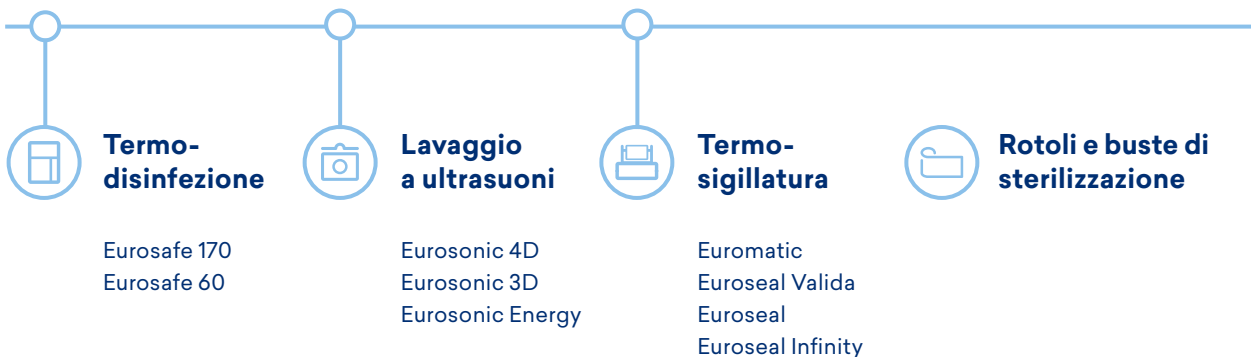 Termo-
disinfezione
Eurosafe 170
Eurosafe 60
Lavaggio
a ultrasuoni
Eurosonic 4D
Eurosonic 3D
Eurosonic Energy
Termo-
sigillatura
Euromatic
Euroseal Valida
Euroseal
Euroseal Infinity
Rotoli e buste di
sterilizzazione